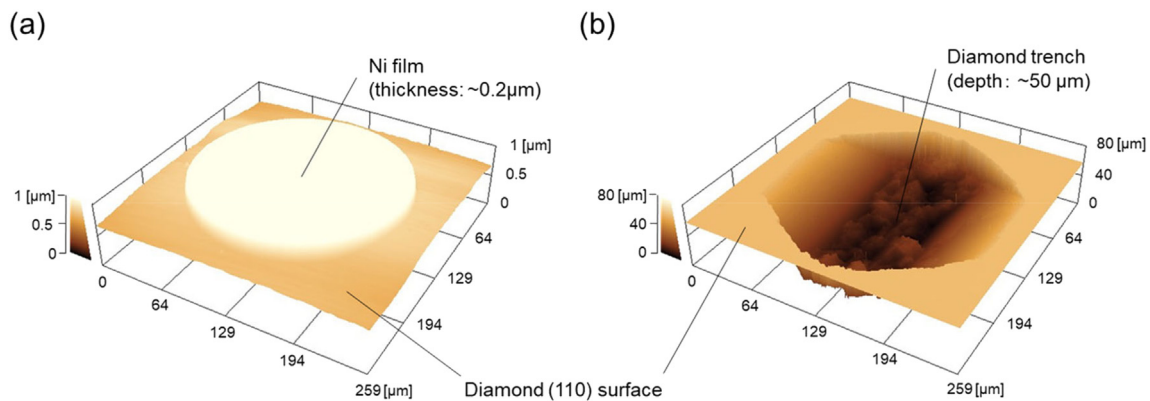 (a)
Ni film
(thickness: ~0.2μm)
1 [μm]
0.5
0
1 [μm]
0.5
0
0
64
129
194
259 [μm]
64
129
194
(b)
Diamond trench
(depth: ~50 μm)
80 [μm]
40
0
80 [μm]
40
0
0
64
129
194
259 [μm]
64
129
194
Diamond (110) surface